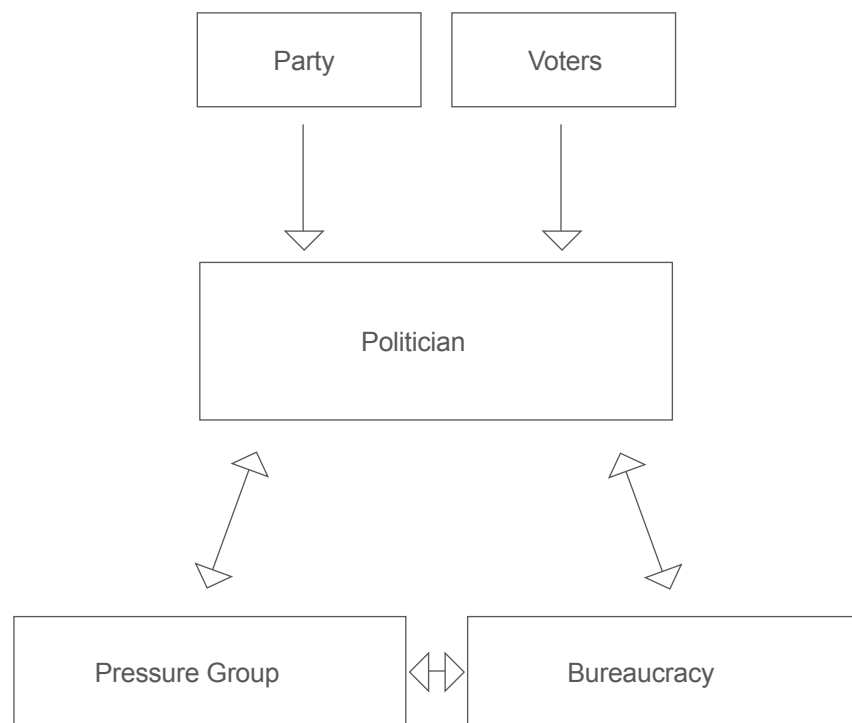 Party
Voters
Politician
Pressure Group
Bureaucracy